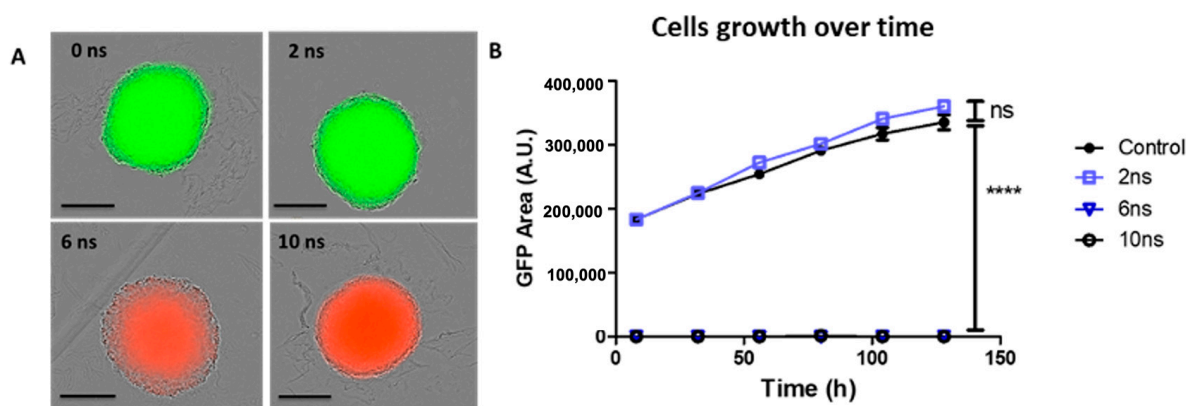 A
0 ns
2 ns
6 ns
10 ns
B
Cells growth over time
GFP Area (A.U.)
400,000
300,000
200,000
100,000
0
0 50 100 150
Time (h)
ns
****
Control
2ns
6ns
10ns